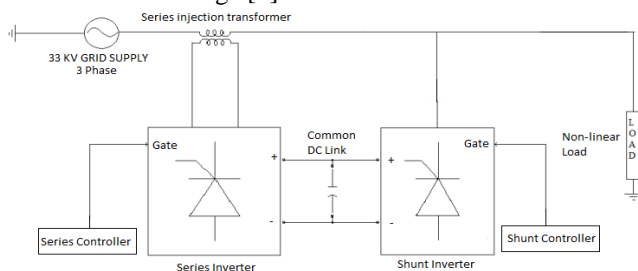 Series injection transformer
33 KV GRID SUPPLY
3 Phase
Gate
+
-
Common
DC Link
+
-
Gate
Non-linear
Load
L
O
A
D
Series Controller
Series Inverter
Shunt Inverter
Shunt Controller